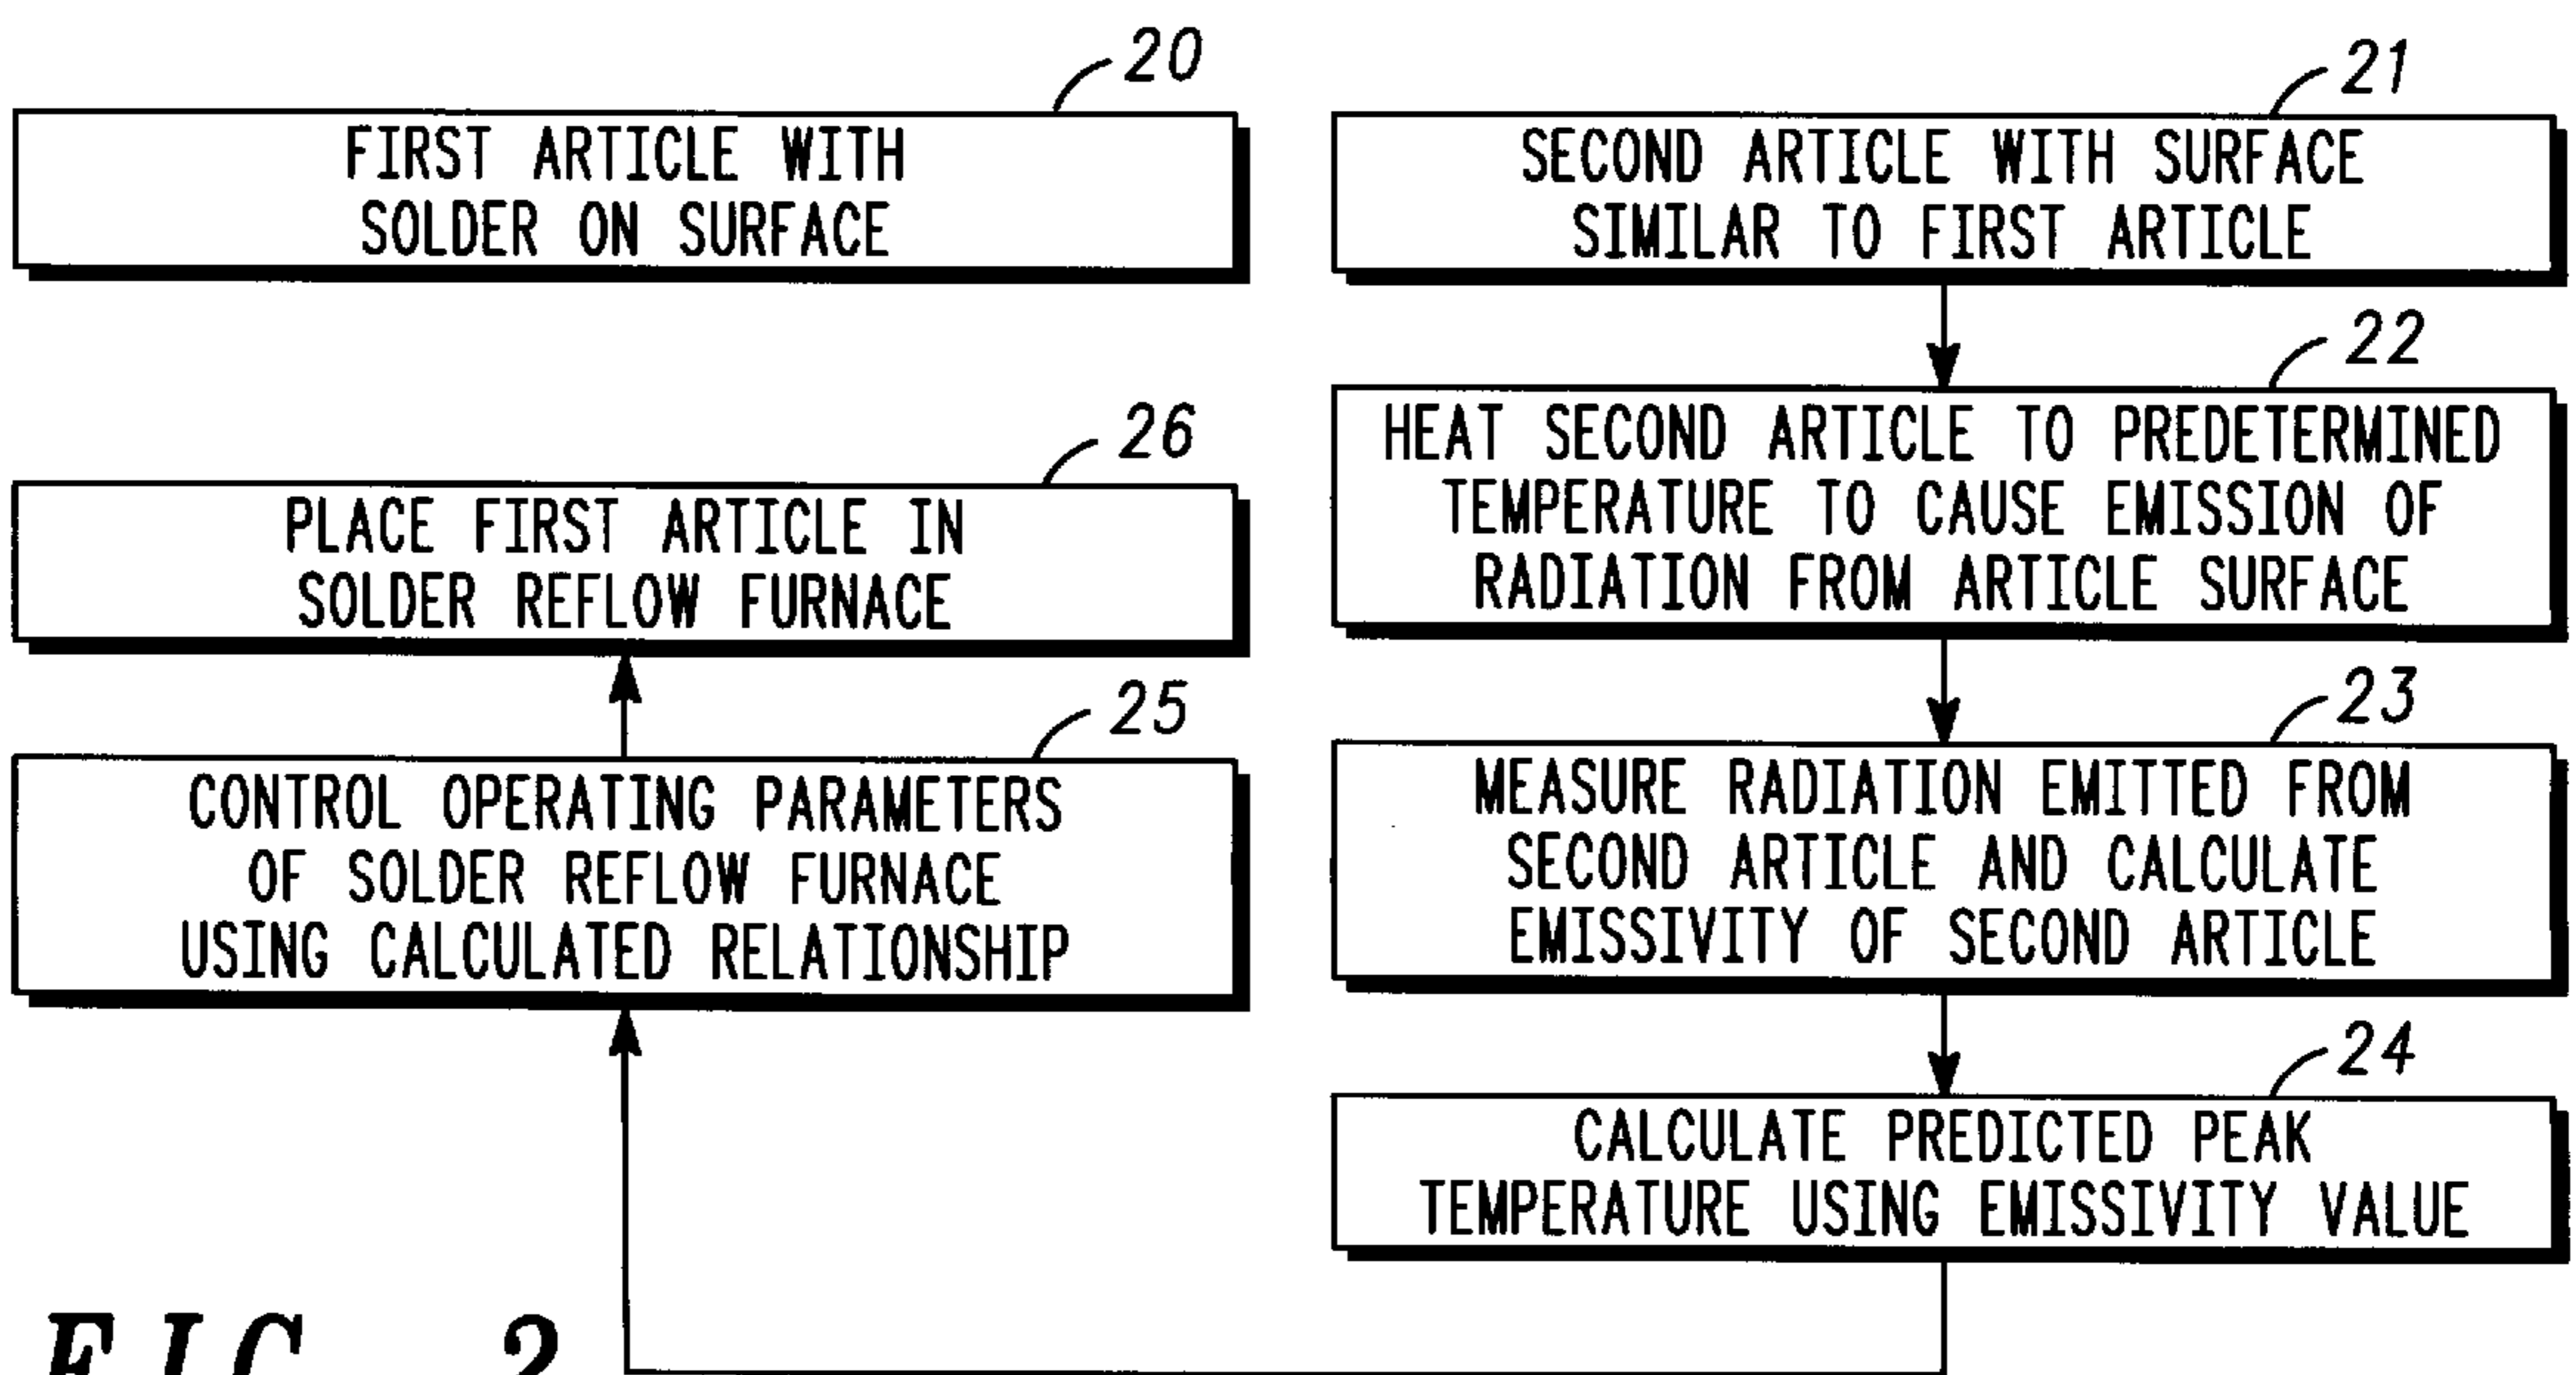 20
FIRST ARTICLE WITH
SOLDER ON SURFACE
21
SECOND ARTICLE WITH SURFACE
SIMILAR TO FIRST ARTICLE
22
HEAT SECOND ARTICLE TO PREDETERMINED
TEMPERATURE TO CAUSE EMISSION OF
RADIATION FROM ARTICLE SURFACE
26
PLACE FIRST ARTICLE IN
SOLDER REFLOW FURNACE
25
CONTROL OPERATING PARAMETERS
OF SOLDER REFLOW FURNACE
USING CALCULATED RELATIONSHIP
23
MEASURE RADIATION EMITTED FROM
SECOND ARTICLE AND CALCULATE
EMISSIVITY OF SECOND ARTICLE
24
CALCULATE PREDICTED PEAK
TEMPERATURE USING EMISSIVITY VALUE
FIG